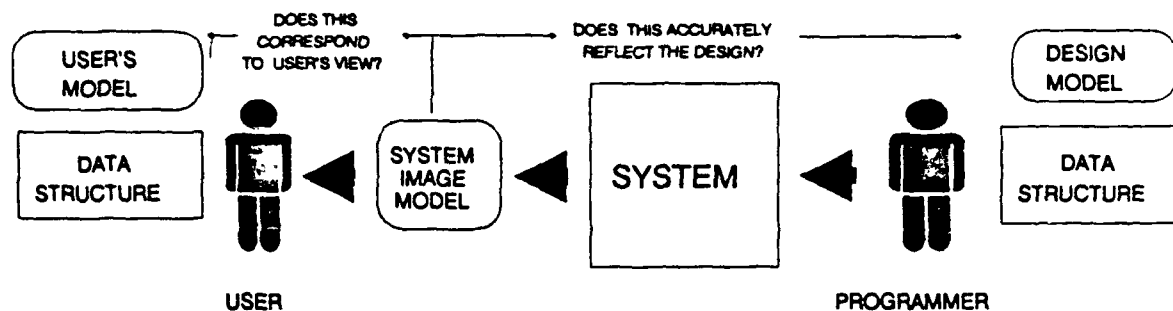 DOES THIS
CORRESPOND
TO USER'S VIEW?
DOES THIS ACCURATELY
REFLECT THE DESIGN?
USER'S
MODEL
DESIGN
MODEL
DATA
STRUCTURE
SYSTEM
IMAGE
MODEL
SYSTEM
DATA
STRUCTURE
USER
PROGRAMMER